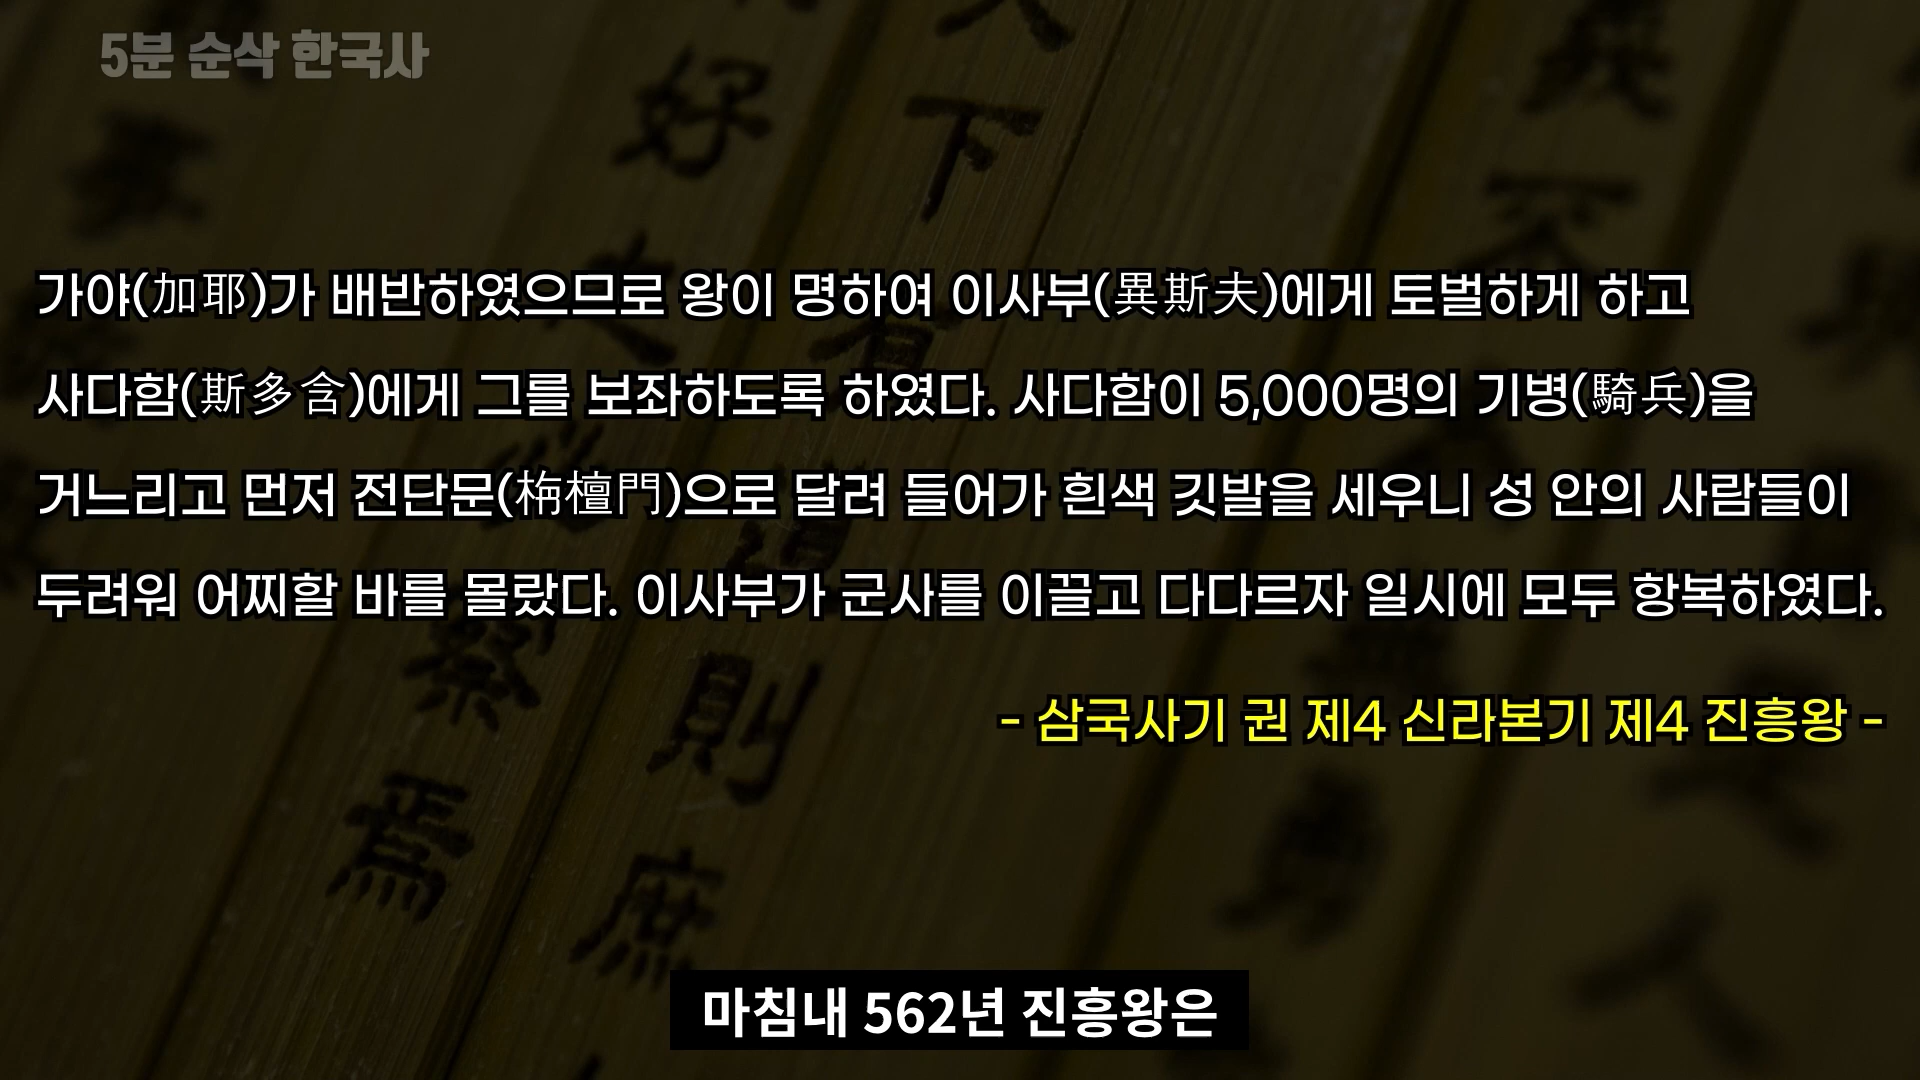 5분 순삭 한국사
가야(加耶)가 배반하였으므로 왕이 명하여 이사부(異斯夫)에게 토벌하게 하고
사다함(斯多含)에게 그를 보좌하도록 하였다. 사다함이 5,000명의 기병(騎兵)을
거느리고 먼저 전단문(栴檀門)으로 달려 들어가 흰색 깃발을 세우니 성 안의 사람들이
두려워 어찌할 바를 몰랐다. 이사부가 군사를 이끌고 다다르자 일시에 모두 항복하였다.
- 삼국사기 권 제4 신라본기 제4 진흥왕 -
마침내 562년 진흥왕은